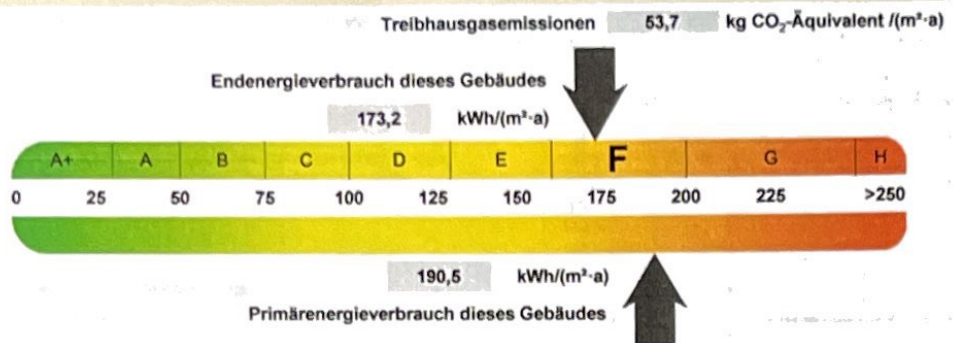 Treibhausgasemissionen 53,7 kg CO₂-Äquivalent /(m²·a)
Endenergieverbrauch dieses Gebäudes
173,2 kWh/(m²·a)
A+ A B C D E F G H
0 25 50 75 100 125 150 175 200 225 >250
190,5 kWh/(m²·a)
Primärenergieverbrauch dieses Gebäudes